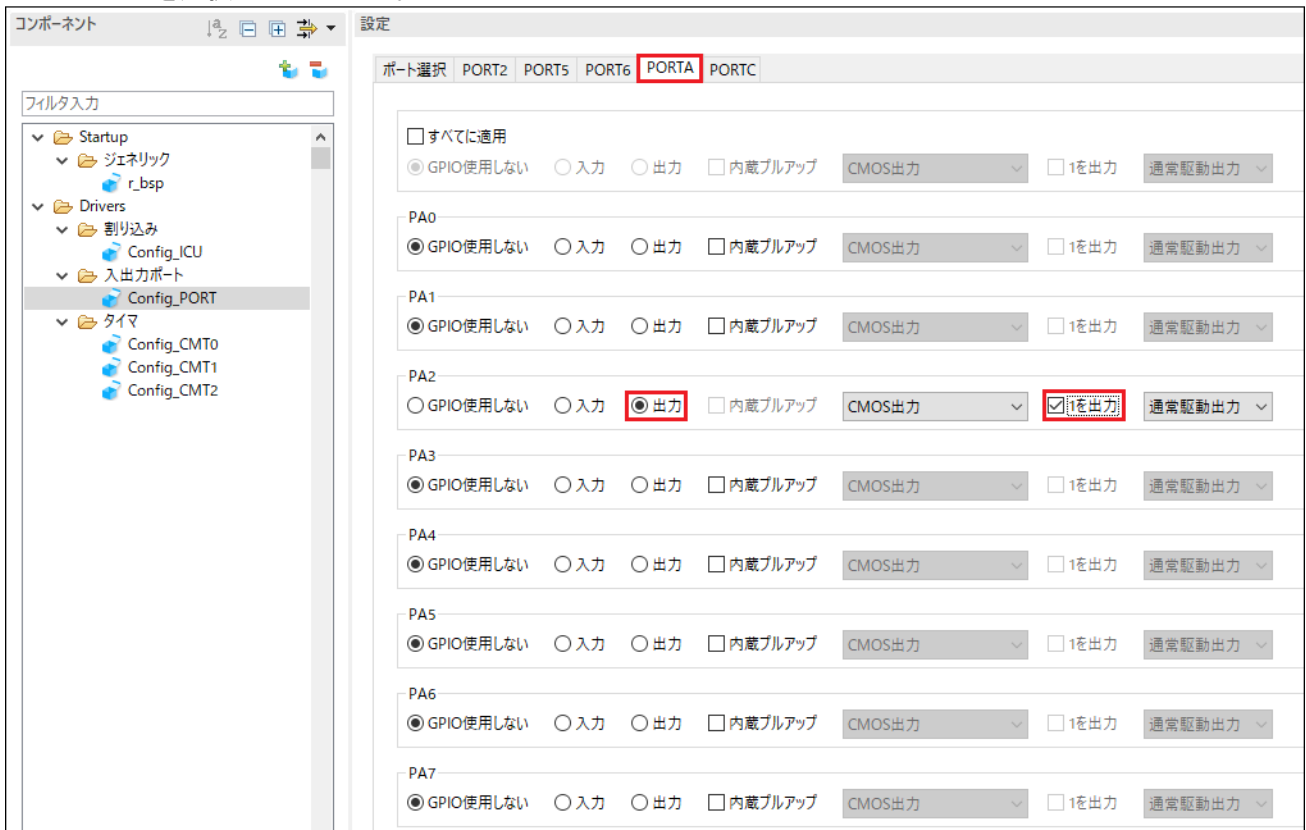 コンポーネント
設定
ポート選択 PORT2 PORT5 PORT6 PORTA PORTC
フィルタ入力
Startup
ジェネリック
r_bsp
Drivers
割り込み
Config_ICU
入出力ポート
Config_PORT
タイマ
Config_CMT0
Config_CMT1
Config_CMT2
すべてに適用
GPIO使用しない 入力 出力 内蔵プルアップ CMOS出力 1を出力 通常駆動出力
PA0
GPIO使用しない 入力 出力 内蔵プルアップ CMOS出力 1を出力 通常駆動出力
PA1
GPIO使用しない 入力 出力 内蔵プルアップ CMOS出力 1を出力 通常駆動出力
PA2
GPIO使用しない 入力 出力 内蔵プルアップ CMOS出力 1を出力 通常駆動出力
PA3
GPIO使用しない 入力 出力 内蔵プルアップ CMOS出力 1を出力 通常駆動出力
PA4
GPIO使用しない 入力 出力 内蔵プルアップ CMOS出力 1を出力 通常駆動出力
PA5
GPIO使用しない 入力 出力 内蔵プルアップ CMOS出力 1を出力 通常駆動出力
PA6
GPIO使用しない 入力 出力 内蔵プルアップ CMOS出力 1を出力 通常駆動出力
PA7
GPIO使用しない 入力 出力 内蔵プルアップ CMOS出力 1を出力 通常駆動出力